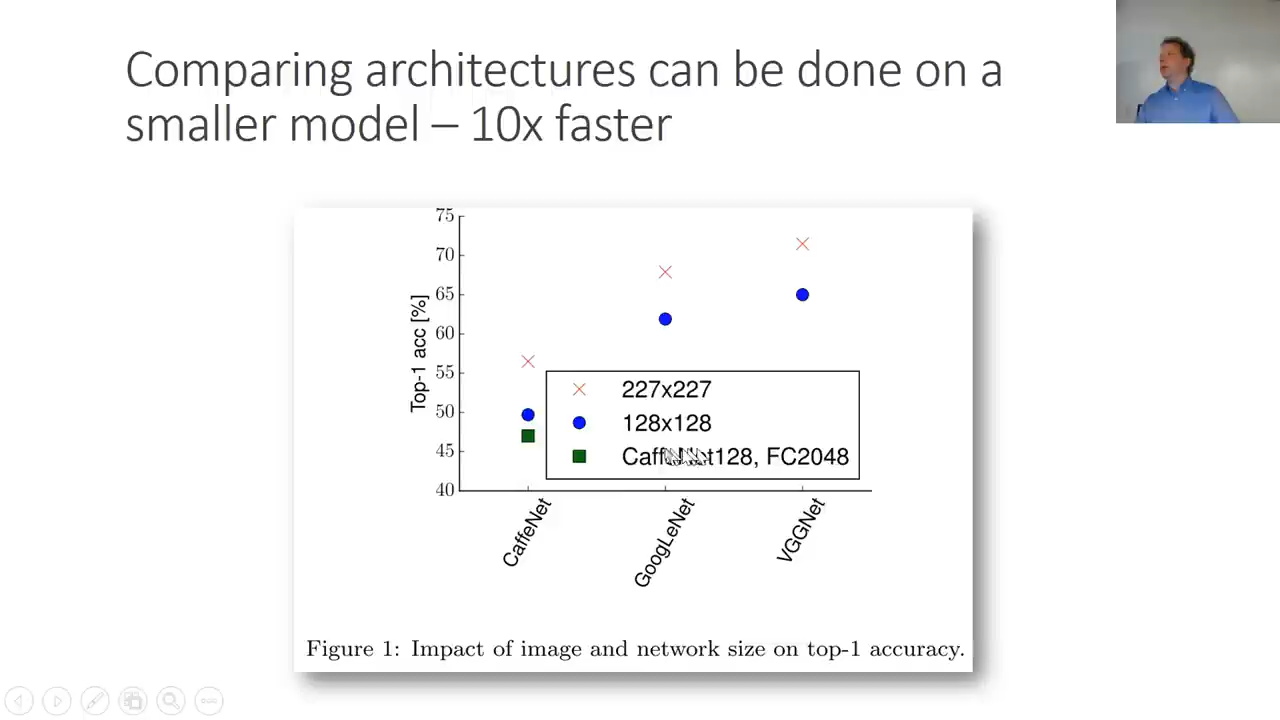 Comparing architectures can be done on a
smaller model – 10x faster
75
70
65
60
55
50
45
40
Top-1 acc [%]
227x227
128x128
CaffeNet128, FC2048
CaffeNet
GoogLeNet
VGGNet
Figure 1: Impact of image and network size on top-1 accuracy.